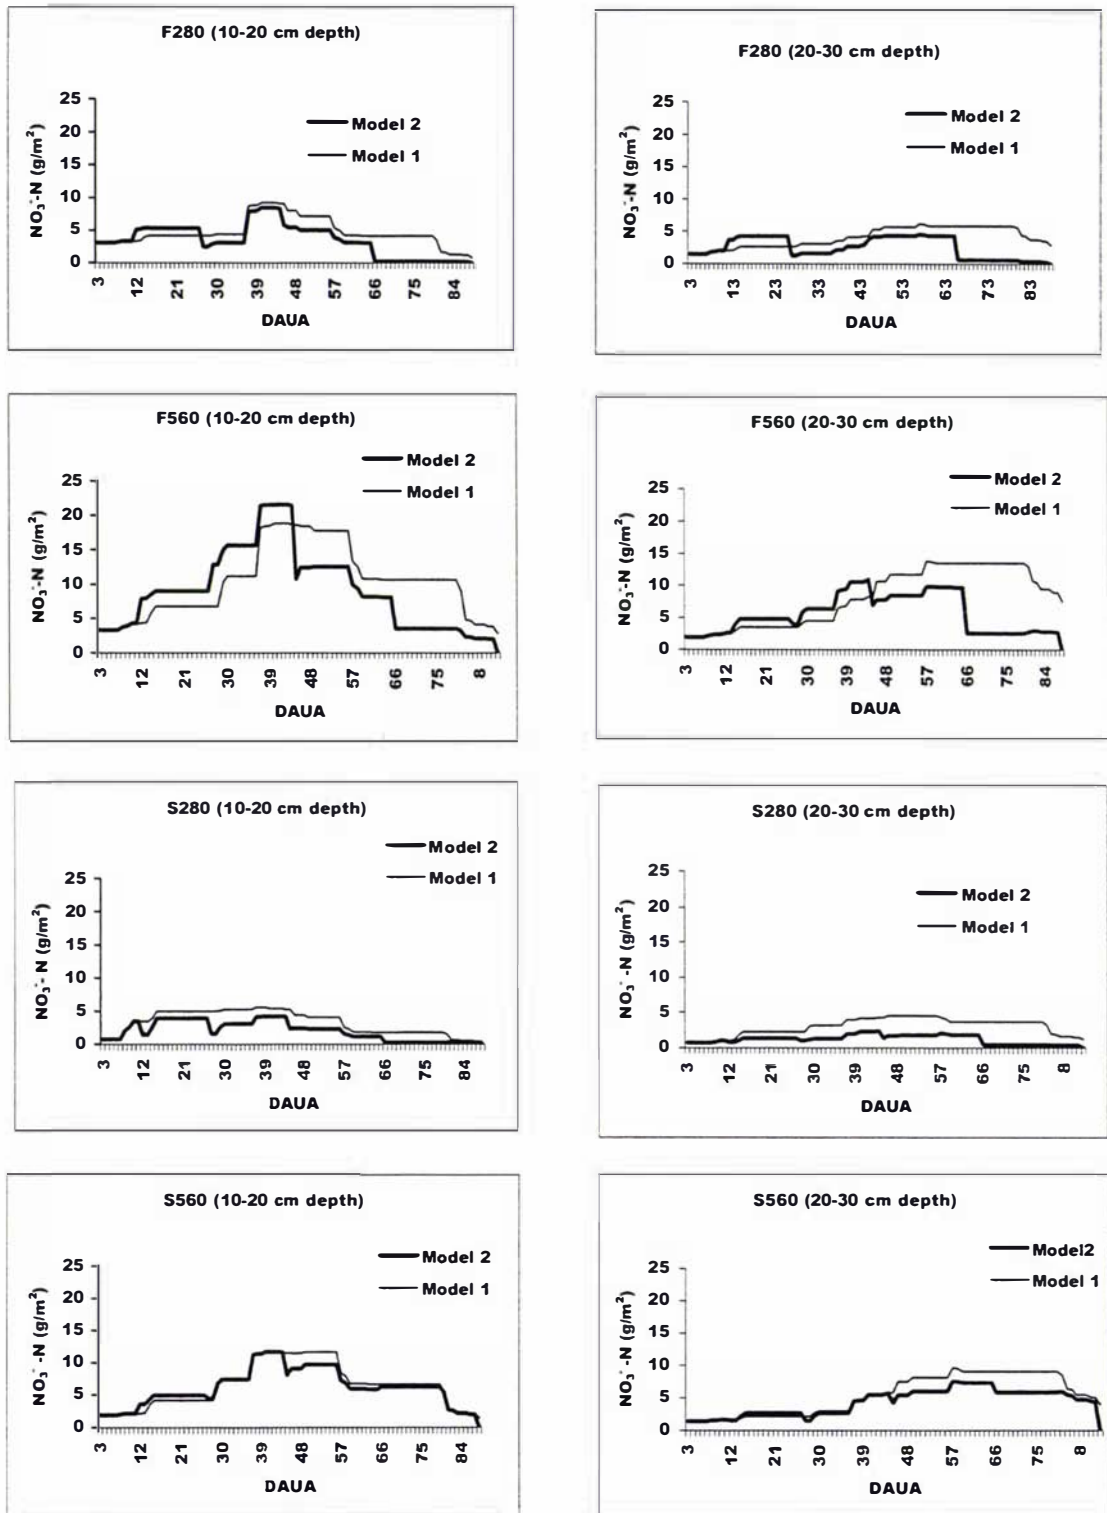 F280 (10-20 cm depth)
25
20
15
10
5
0
NO₃⁻-N (g/m²)
Model 2
Model 1
3 12 21 30 39 48 57 66 75 84
DAUA
F280 (20-30 cm depth)
25
20
15
10
5
0
NO₃⁻-N (g/m²)
Model 2
Model 1
3 13 23 33 43 53 63 73 83
DAUA
F560 (10-20 cm depth)
25
20
15
10
5
0
NO₃⁻-N (g/m²)
Model 2
Model 1
3 12 21 30 39 48 57 66 75 8
DAUA
F560 (20-30 cm depth)
25
20
15
10
5
0
NO₃⁻-N (g/m²)
Model 2
Model 1
3 12 21 30 39 48 57 66 75 84
DAUA
S280 (10-20 cm depth)
25
20
15
10
5
0
NO₃⁻- N (g/m²)
Model 2
Model 1
3 12 21 30 39 48 57 66 75 84
DAUA
S280 (20-30 cm depth)
25
20
15
10
5
0
NO₃⁻ -N (g/m²)
Model 2
Model 1
3 12 21 30 39 48 57 66 75 8
DAUA
S560 (10-20 cm depth)
25
20
15
10
5
0
NO₃⁻ -N (g/m²)
Model 2
Model 1
3 12 21 30 39 48 57 66 75 84
DAUA
S560 (20-30 cm depth)
25
20
15
10
5
0
NO₃⁻ -N (g/m²)
Model2
Model 1
3 12 21 30 39 48 57 66 75 8
DAUA